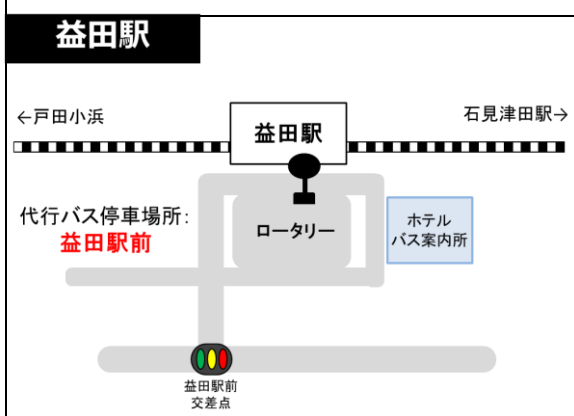 益田駅
←戸田小浜
石見津田駅→
益田駅
代行バス停車場所:
益田駅前
ロータリー
ホテル
バス案内所
益田駅前
交差点